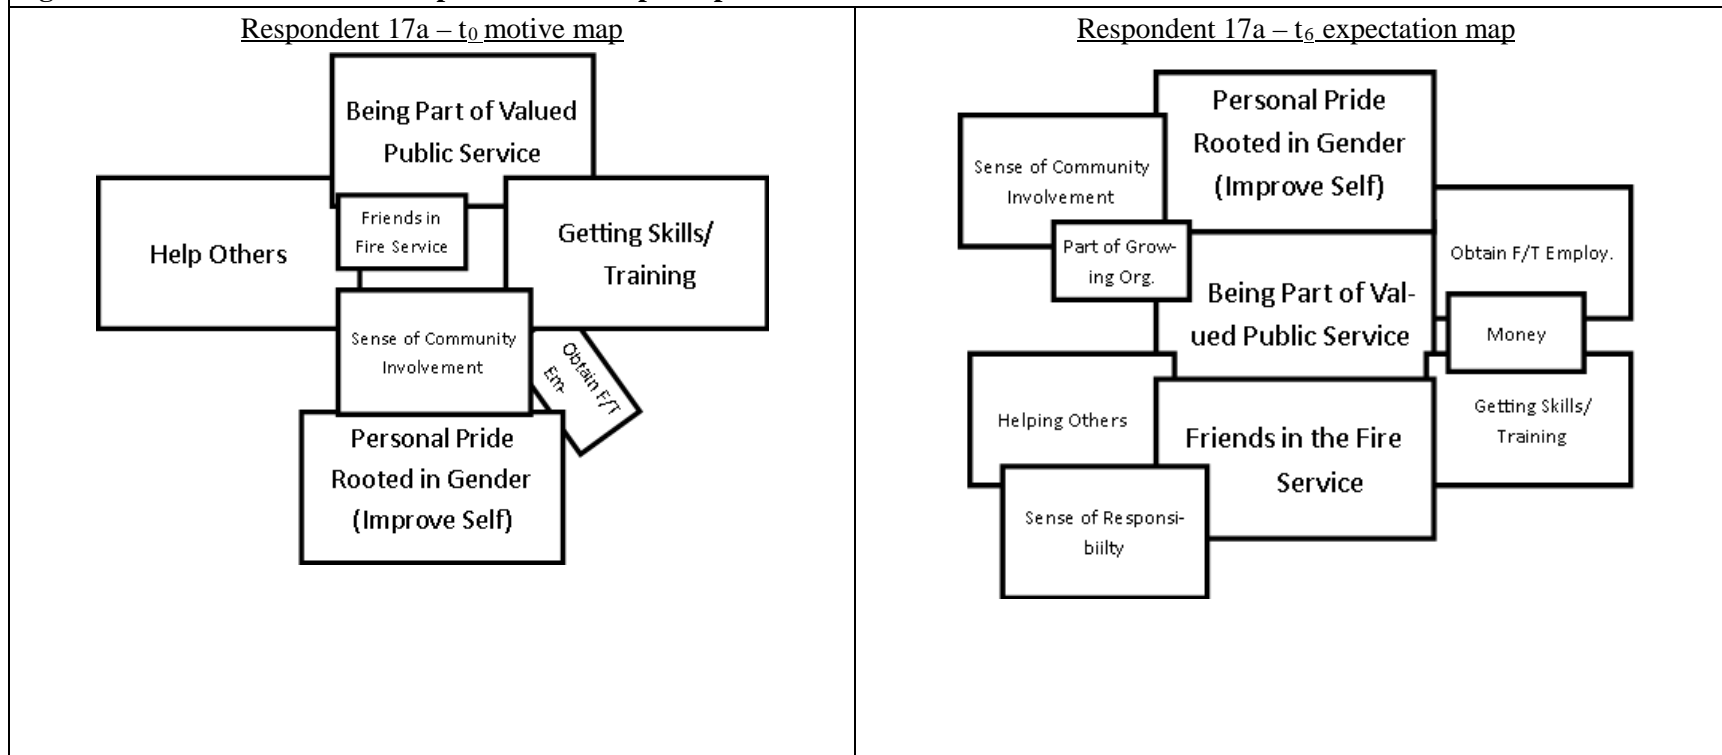 Respondent 17a – t0 motive map
Being Part of Valued
Public Service
Help Others
Friends in
Fire Service
Getting Skills/
Training
Sense of Community
Involvement
Obtain F/T
Em-
Personal Pride
Rooted in Gender
(Improve Self)
Respondent 17a – t6 expectation map
Personal Pride
Rooted in Gender
(Improve Self)
Sense of Community
Involvement
Part of Grow-
ing Org.
Obtain F/T Employ.
Being Part of Val-
ued Public Service
Money
Helping Others
Friends in the Fire
Service
Getting Skills/
Training
Sense of Responsi-
biilty